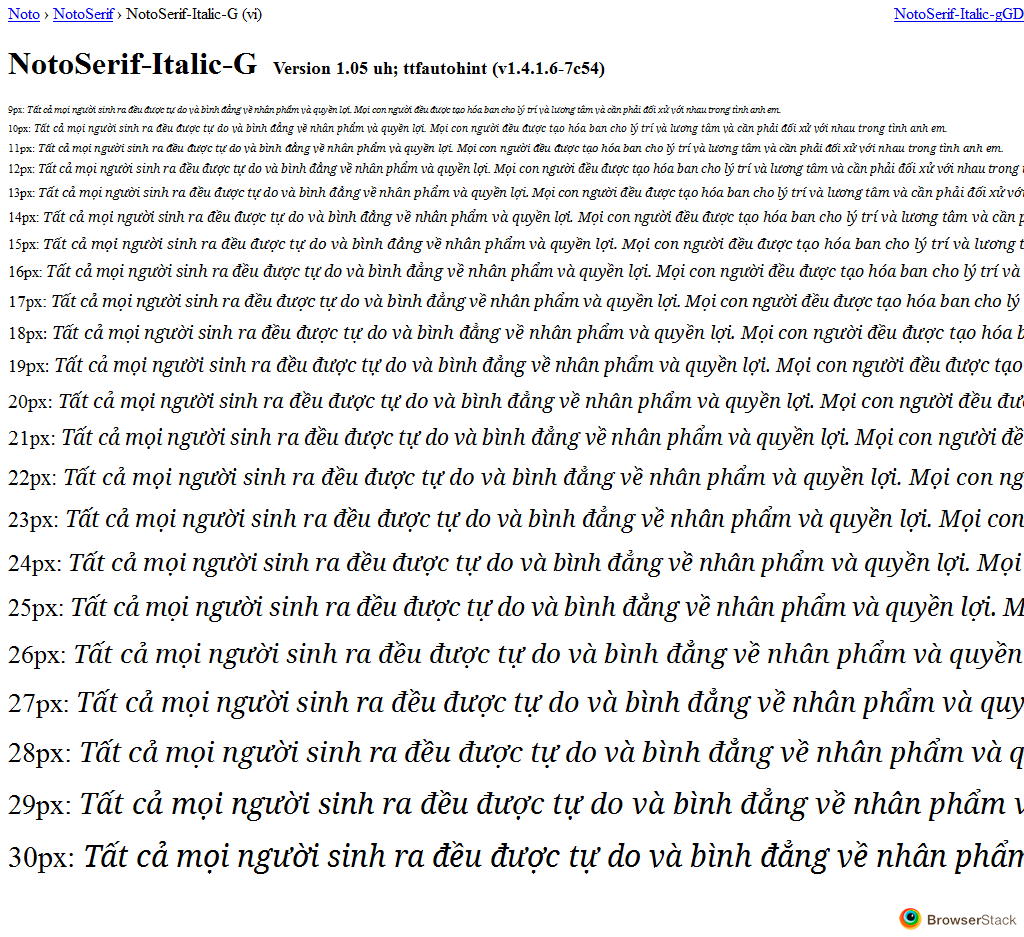 Noto › NotoSerif › NotoSerif-Italic-G (vi) NotoSerif-Italic-gGD
NotoSerif-Italic-G Version 1.05 uh; ttfautohint (v1.4.1.6-7c54)
9px: Tất cả mọi người sinh ra đều được tự do và bình đẳng về nhân phẩm và quyền lợi. Mọi con người đều được tạo hóa ban cho lý trí và lương tâm và cần phải đối xử với nhau trong tình anh em.
10px: Tất cả mọi người sinh ra đều được tự do và bình đẳng về nhân phẩm và quyền lợi. Mọi con người đều được tạo hóa ban cho lý trí và lương tâm và cần phải đối xử với nhau trong tình anh em.
11px: Tất cả mọi người sinh ra đều được tự do và bình đẳng về nhân phẩm và quyền lợi. Mọi con người đều được tạo hóa ban cho lý trí và lương tâm và cần phải đối xử với nhau trong tình anh em.
12px: Tất cả mọi người sinh ra đều được tự do và bình đẳng về nhân phẩm và quyền lợi. Mọi con người đều được tạo hóa ban cho lý trí và lương tâm và cần phải đối xử với nhau trong
13px: Tất cả mọi người sinh ra đều được tự do và bình đẳng về nhân phẩm và quyền lợi. Mọi con người đều được tạo hóa ban cho lý trí và lương tâm và cần phải đối xử vớ
14px: Tất cả mọi người sinh ra đều được tự do và bình đẳng về nhân phẩm và quyền lợi. Mọi con người đều được tạo hóa ban cho lý trí và lương tâm và cần p
15px: Tất cả mọi người sinh ra đều được tự do và bình đẳng về nhân phẩm và quyền lợi. Mọi con người đều được tạo hóa ban cho lý trí và lương t
16px: Tất cả mọi người sinh ra đều được tự do và bình đẳng về nhân phẩm và quyền lợi. Mọi con người đều được tạo hóa ban cho lý trí và
17px: Tất cả mọi người sinh ra đều được tự do và bình đẳng về nhân phẩm và quyền lợi. Mọi con người đều được tạo hóa ban cho lý
18px: Tất cả mọi người sinh ra đều được tự do và bình đẳng về nhân phẩm và quyền lợi. Mọi con người đều được tạo hóa b
19px: Tất cả mọi người sinh ra đều được tự do và bình đẳng về nhân phẩm và quyền lợi. Mọi con người đều được tạo
20px: Tất cả mọi người sinh ra đều được tự do và bình đẳng về nhân phẩm và quyền lợi. Mọi con người đều đư
21px: Tất cả mọi người sinh ra đều được tự do và bình đẳng về nhân phẩm và quyền lợi. Mọi con người đề
22px: Tất cả mọi người sinh ra đều được tự do và bình đẳng về nhân phẩm và quyền lợi. Mọi con ng
23px: Tất cả mọi người sinh ra đều được tự do và bình đẳng về nhân phẩm và quyền lợi. Mọi con
24px: Tất cả mọi người sinh ra đều được tự do và bình đẳng về nhân phẩm và quyền lợi. Mọi
25px: Tất cả mọi người sinh ra đều được tự do và bình đẳng về nhân phẩm và quyền lợi. M
26px: Tất cả mọi người sinh ra đều được tự do và bình đẳng về nhân phẩm và quyền
27px: Tất cả mọi người sinh ra đều được tự do và bình đẳng về nhân phẩm và quy
28px: Tất cả mọi người sinh ra đều được tự do và bình đẳng về nhân phẩm và q
29px: Tất cả mọi người sinh ra đều được tự do và bình đẳng về nhân phẩm v
30px: Tất cả mọi người sinh ra đều được tự do và bình đẳng về nhân phẩm
BrowserStack